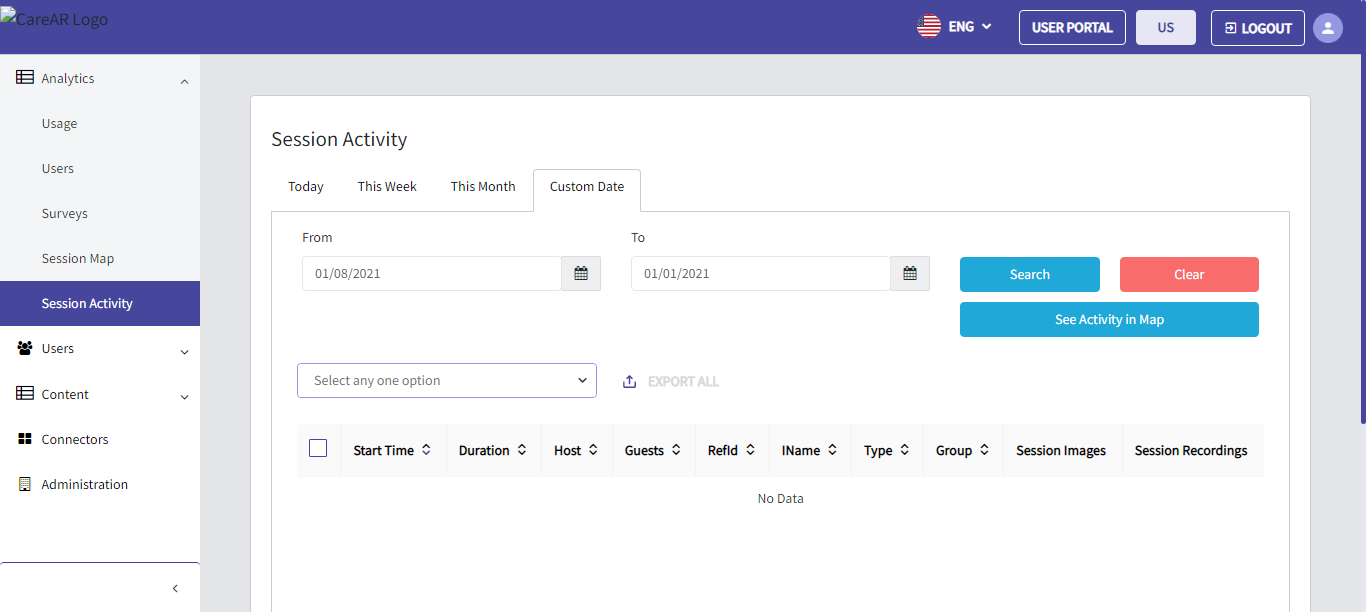 CareAR Logo
ENG
USER PORTAL
US
LOGOUT
Analytics
Usage
Users
Surveys
Session Map
Session Activity
Users
Content
Connectors
Administration
Session Activity
Today This Week This Month Custom Date
From To
01/08/2021 01/01/2021 Search Clear
See Activity in Map
Select any one option EXPORT ALL
Start Time Duration Host Guests RefId IName Type Group Session Images Session Recordings
No Data